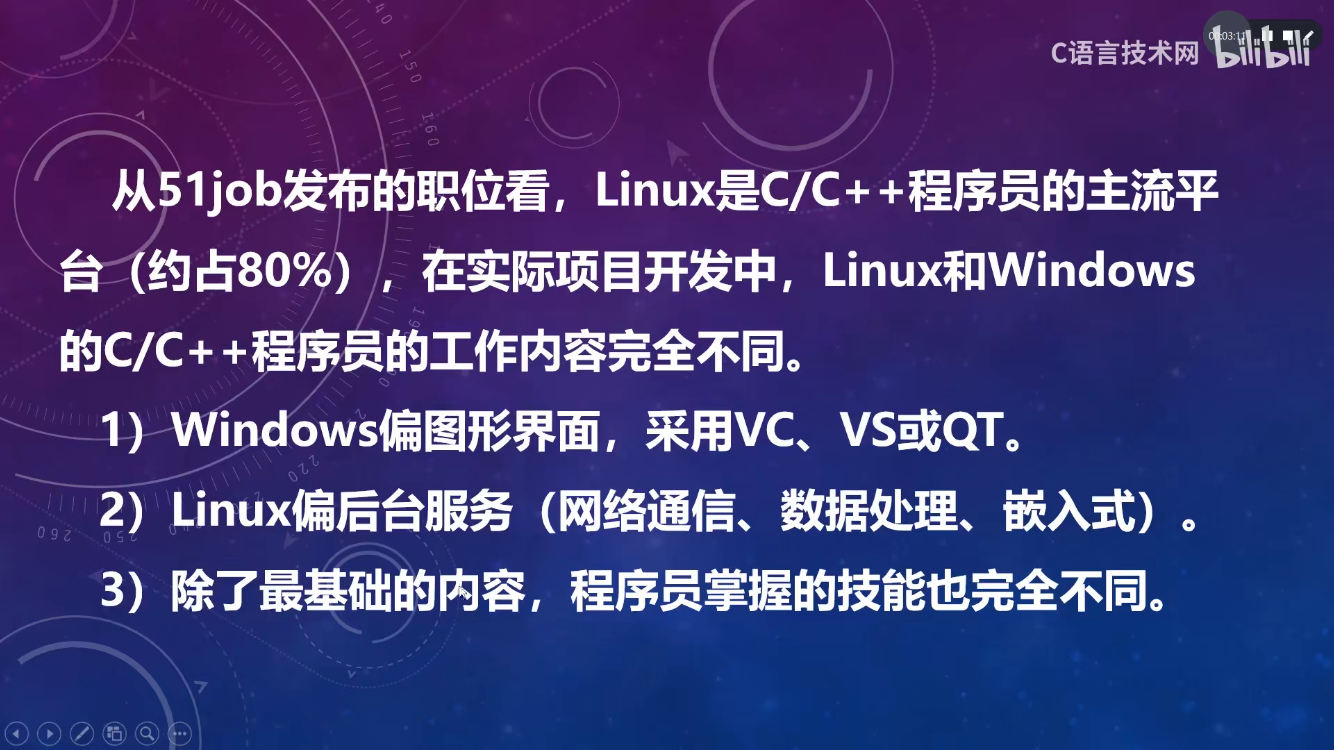 C语言技术网 bilibili
从51job发布的职位看，Linux是C/C++程序员的主流平
台（约占80%），在实际项目开发中，Linux和Windows
的C/C++程序员的工作内容完全不同。
1）Windows偏图形界面，采用VC、VS或QT。
2）Linux偏后台服务（网络通信、数据处理、嵌入式）。
3）除了最基础的内容，程序员掌握的技能也完全不同。
140
150
160
190
220
250
260